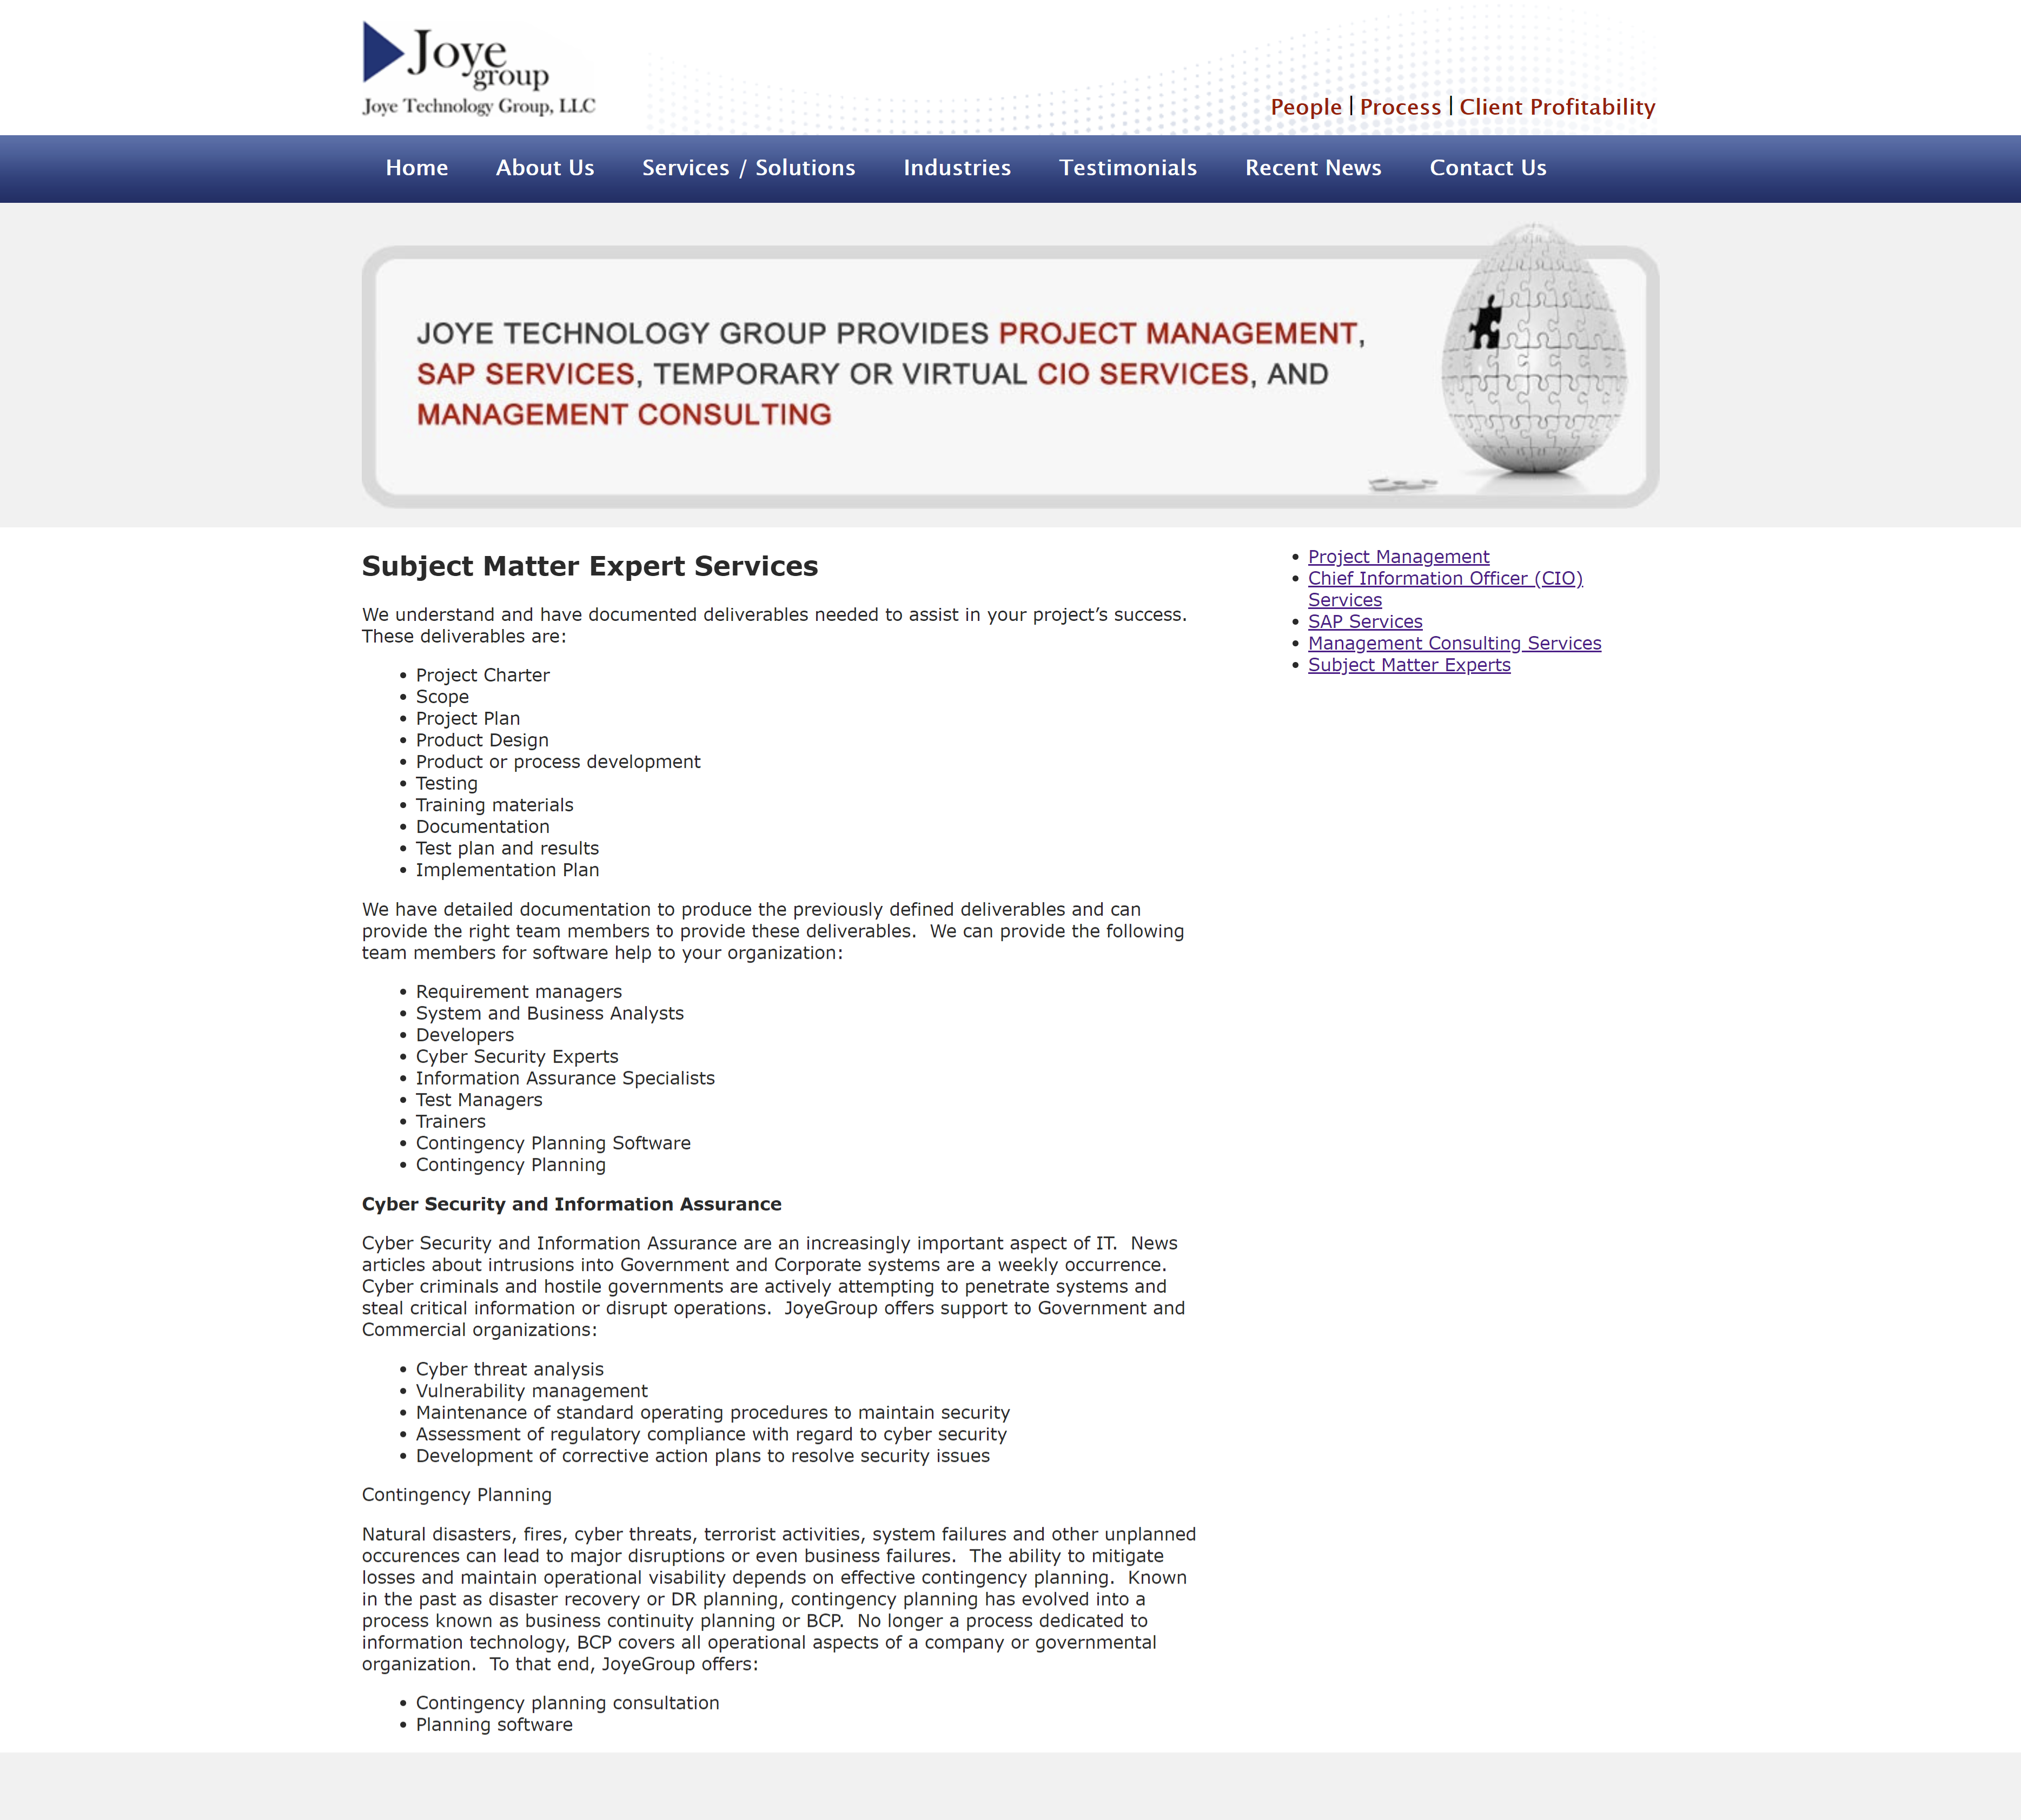 Joye
group
Joye Technology Group, LLC
People | Process | Client Profitability
Home About Us Services / Solutions Industries Testimonials Recent News Contact Us
JOYE TECHNOLOGY GROUP PROVIDES PROJECT MANAGEMENT,
SAP SERVICES, TEMPORARY OR VIRTUAL CIO SERVICES, AND
MANAGEMENT CONSULTING
Subject Matter Expert Services
We understand and have documented deliverables needed to assist in your project’s success.
These deliverables are:
• Project Charter
• Scope
• Project Plan
• Product Design
• Product or process development
• Testing
• Training materials
• Documentation
• Test plan and results
• Implementation Plan
We have detailed documentation to produce the previously defined deliverables and can
provide the right team members to provide these deliverables.  We can provide the following
team members for software help to your organization:
• Requirement managers
• System and Business Analysts
• Developers
• Cyber Security Experts
• Information Assurance Specialists
• Test Managers
• Trainers
• Contingency Planning Software
• Contingency Planning
Cyber Security and Information Assurance
Cyber Security and Information Assurance are an increasingly important aspect of IT.  News
articles about intrusions into Government and Corporate systems are a weekly occurrence.
Cyber criminals and hostile governments are actively attempting to penetrate systems and
steal critical information or disrupt operations.  JoyeGroup offers support to Government and
Commercial organizations:
• Cyber threat analysis
• Vulnerability management
• Maintenance of standard operating procedures to maintain security
• Assessment of regulatory compliance with regard to cyber security
• Development of corrective action plans to resolve security issues
Contingency Planning
Natural disasters, fires, cyber threats, terrorist activities, system failures and other unplanned
occurences can lead to major disruptions or even business failures.  The ability to mitigate
losses and maintain operational visability depends on effective contingency planning.  Known
in the past as disaster recovery or DR planning, contingency planning has evolved into a
process known as business continuity planning or BCP.  No longer a process dedicated to
information technology, BCP covers all operational aspects of a company or governmental
organization.  To that end, JoyeGroup offers:
• Contingency planning consultation
• Planning software
• Project Management
• Chief Information Officer (CIO)
Services
• SAP Services
• Management Consulting Services
• Subject Matter Experts